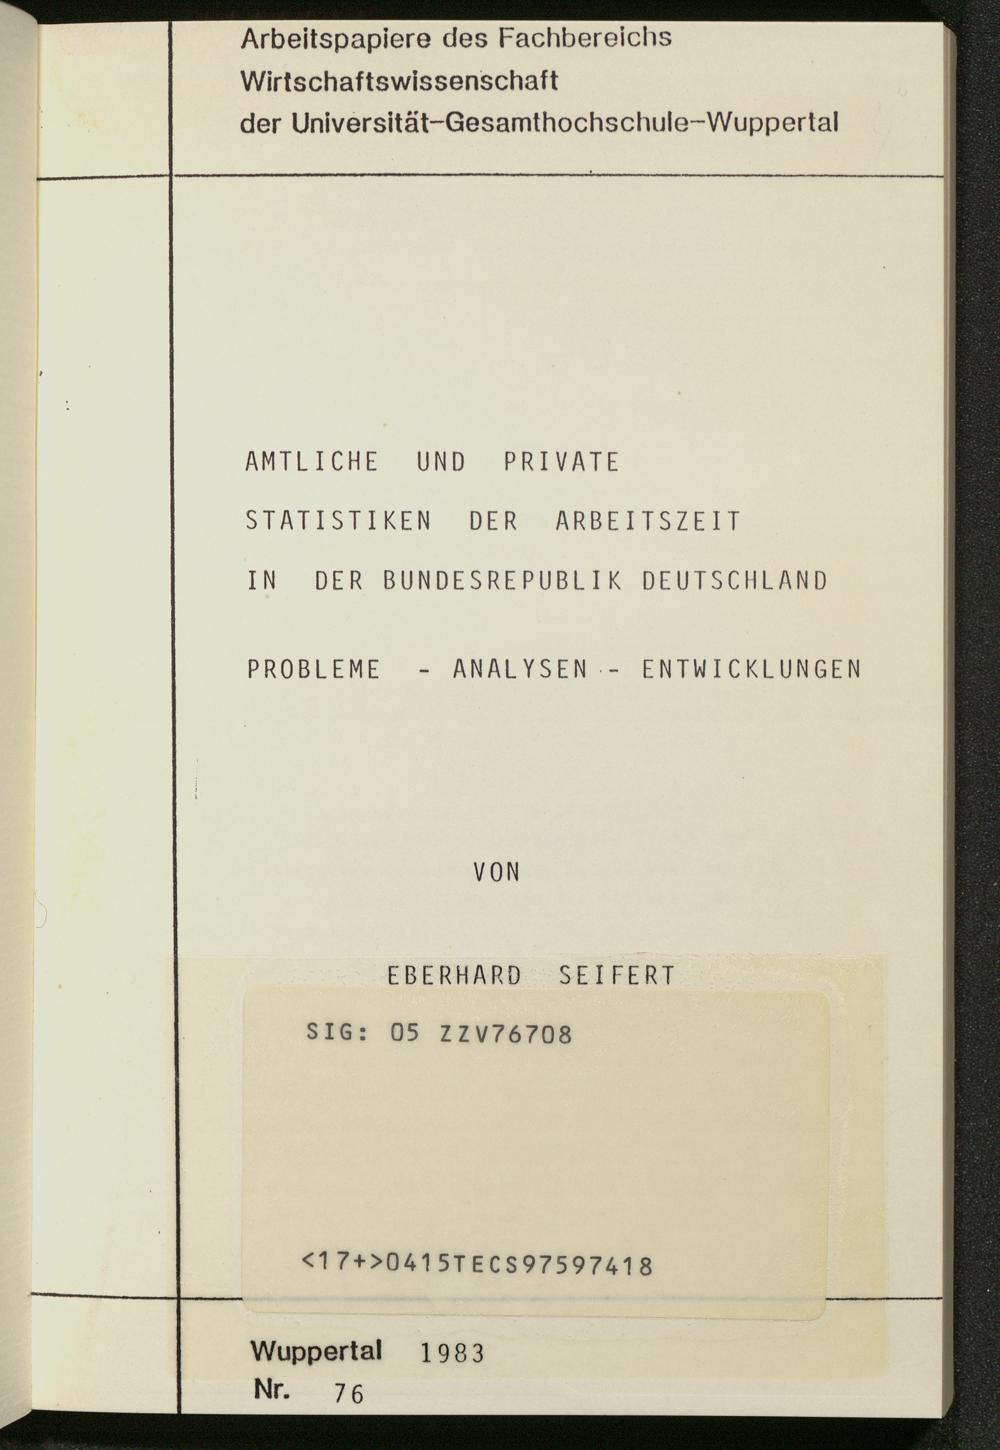 Arbeitspapiere des Fachbereichs
Wirtschaftswissenschaft
der Universität-Gesamthochschule-Wuppertal
AMTLICHE UND PRIVATE
STATISTIKEN DER ARBEITSZEIT
IN DER BUNDESREPUBLIK DEUTSCHLAND
PROBLEME - ANALYSEN - ENTWICKLUNGEN
VON
EBERHARD SEIFERT
SIG: 05 ZZV76708
<17+>0415TECS97597418
Wuppertal 1983
Nr. 76